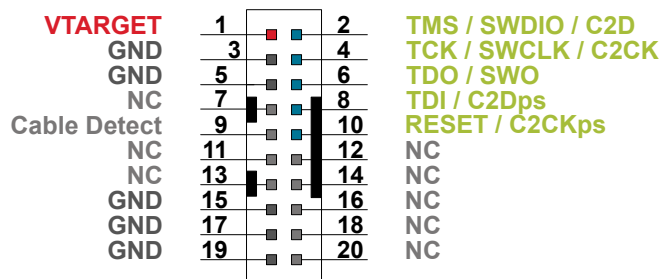 VTARGET 1 2 TMS / SWDIO / C2D
GND 3 4 TCK / SWCLK / C2CK
GND 5 6 TDO / SWO
NC 7 8 TDI / C2Dps
Cable Detect 9 10 RESET / C2CKps
NC 11 12 NC
NC 13 14 NC
GND 15 16 NC
GND 17 18 NC
GND 19 20 NC